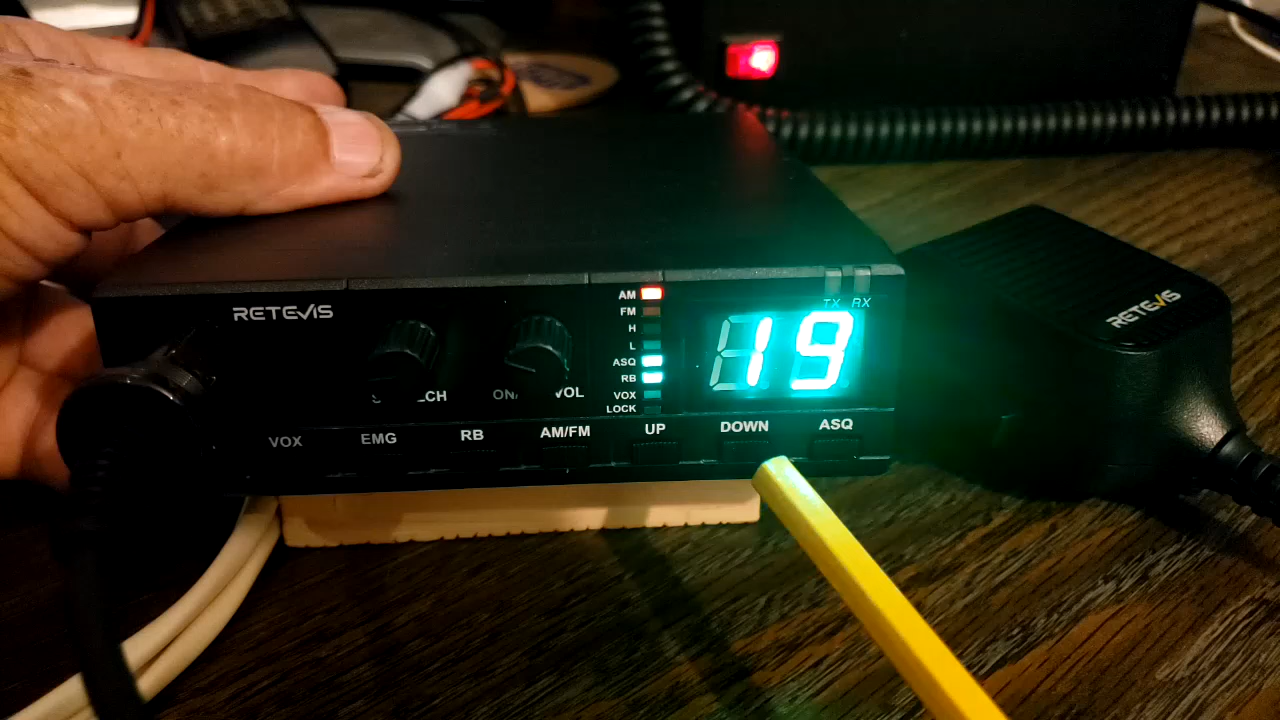 RETEVIS
AM
FM
H
L
ASQ
RB
VOX
LOCK
TX RX
19
VOL
VOX EMG RB AM/FM UP DOWN ASQ
RETEVIS